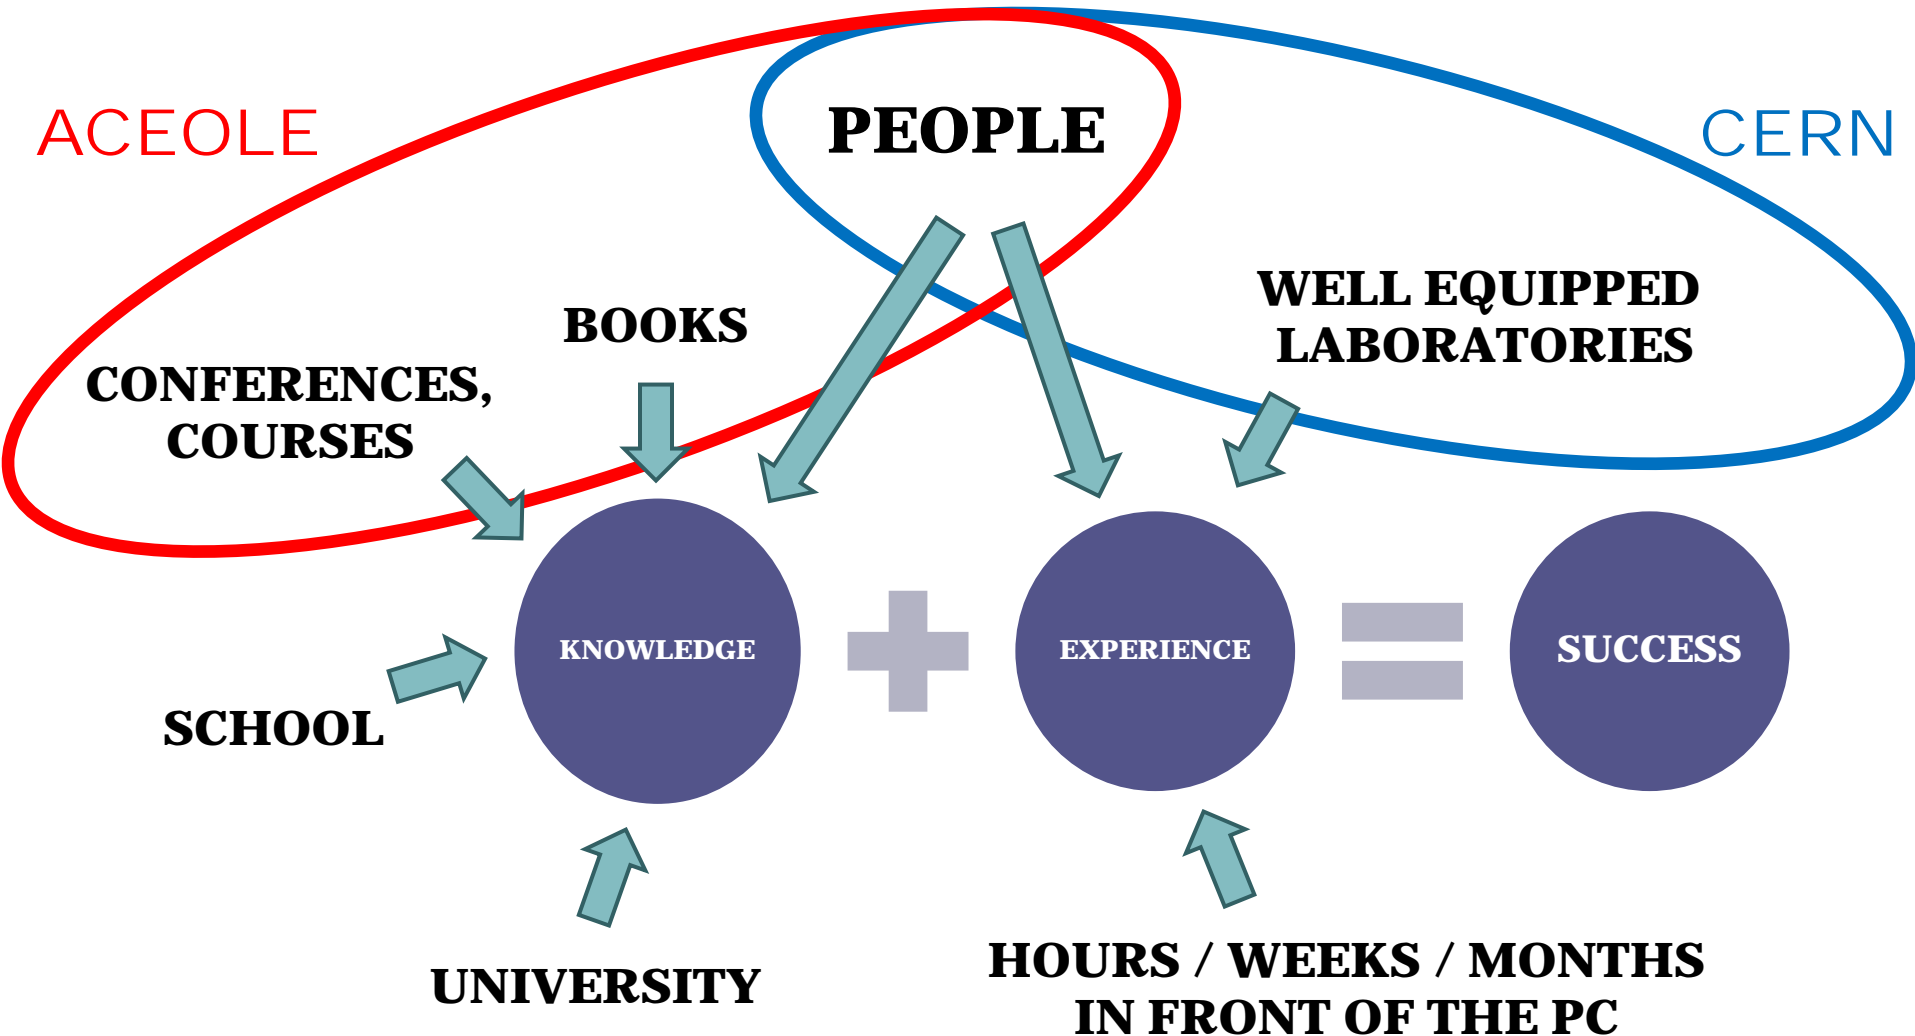 ACEOLE
PEOPLE
CERN
BOOKS
WELL EQUIPPED
LABORATORIES
CONFERENCES,
COURSES
KNOWLEDGE
EXPERIENCE
SUCCESS
SCHOOL
UNIVERSITY
HOURS / WEEKS / MONTHS
IN FRONT OF THE PC